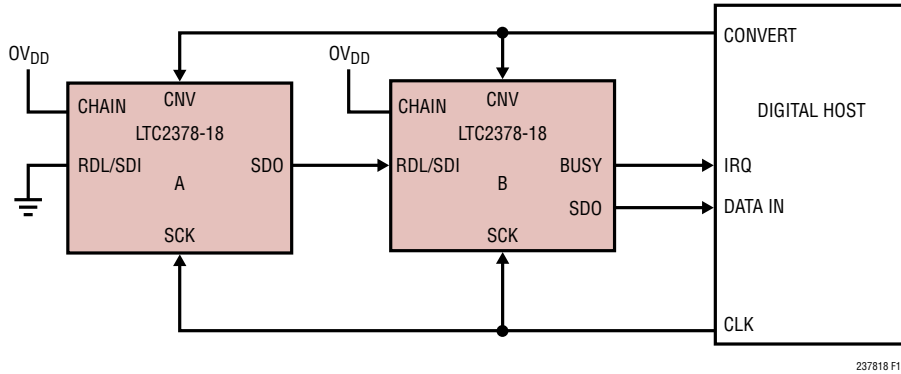 CONVERT
OVDD
OVDD
CHAIN
CNV
CHAIN
CNV
DIGITAL HOST
LTC2378-18
LTC2378-18
RDL/SDI
SDO
RDL/SDI
BUSY
IRQ
A
B
SDO
DATA IN
SCK
SCK
CLK
237818 F1